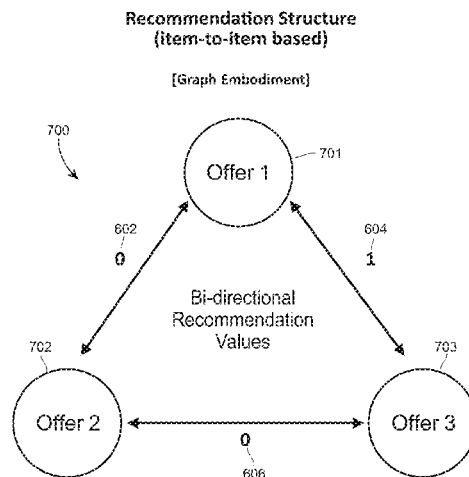 Recommendation Structure
(item-to-item based)
[Graph Embodiment]
700
701
Offer 1
602
0
604
1
Bi-directional
Recommendation
Values
702
703
Offer 2
Offer 3
0
606